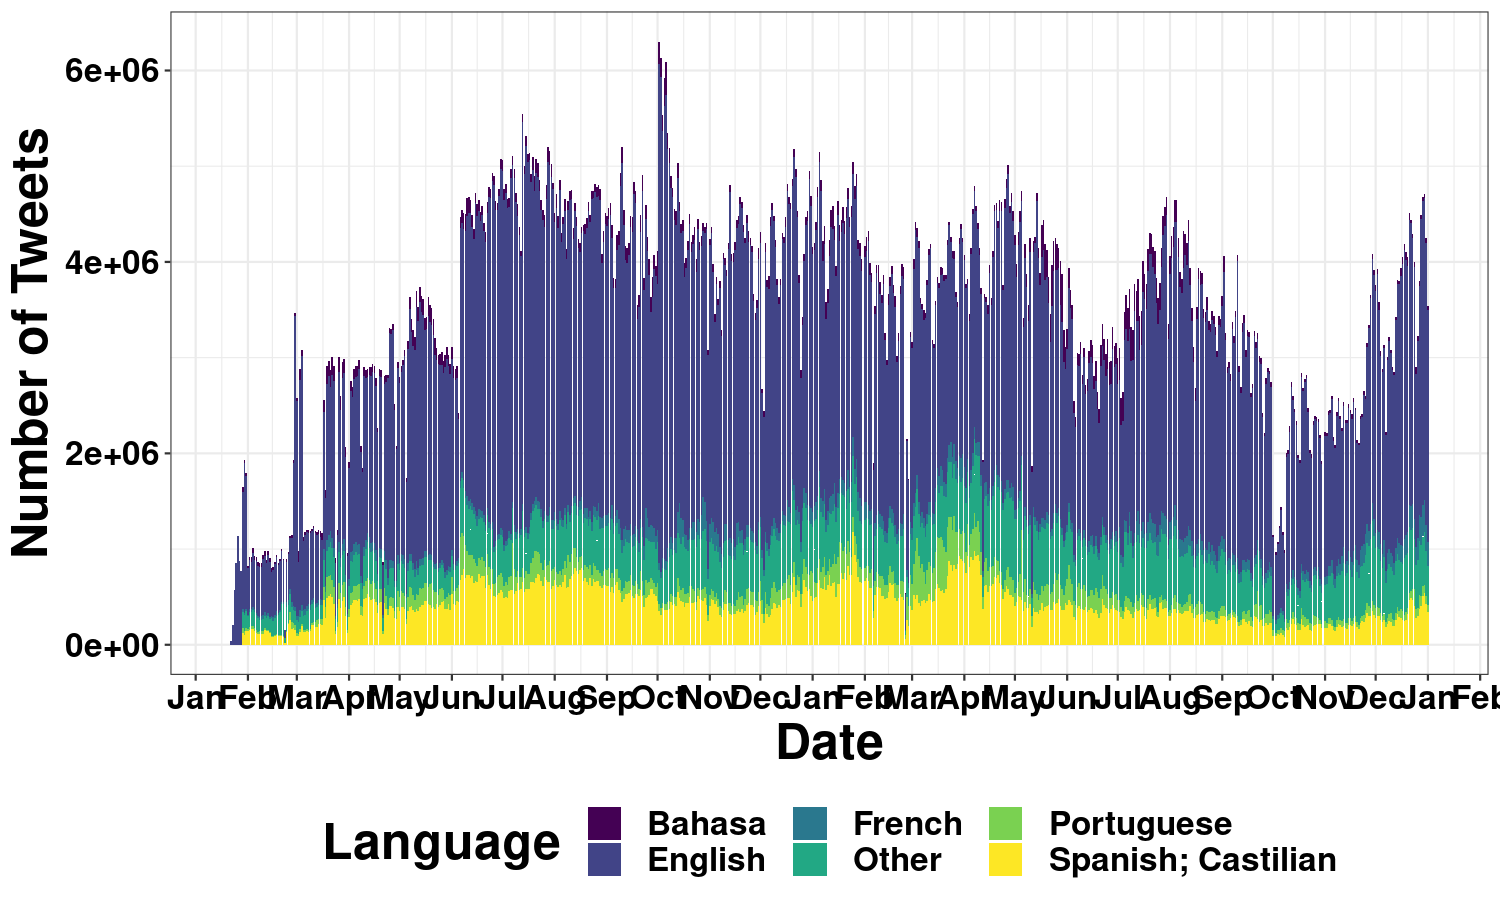 Number of Tweets
6e+06
4e+06
2e+06
0e+00
Jan Feb Mar Apr May Jun Jul Aug Sep Oct Nov Dec Jan Feb Mar Apr May Jun Jul Aug Sep Oct Nov Dec Jan Feb
Date
Language
Bahasa French Portuguese
English Other Spanish; Castilian